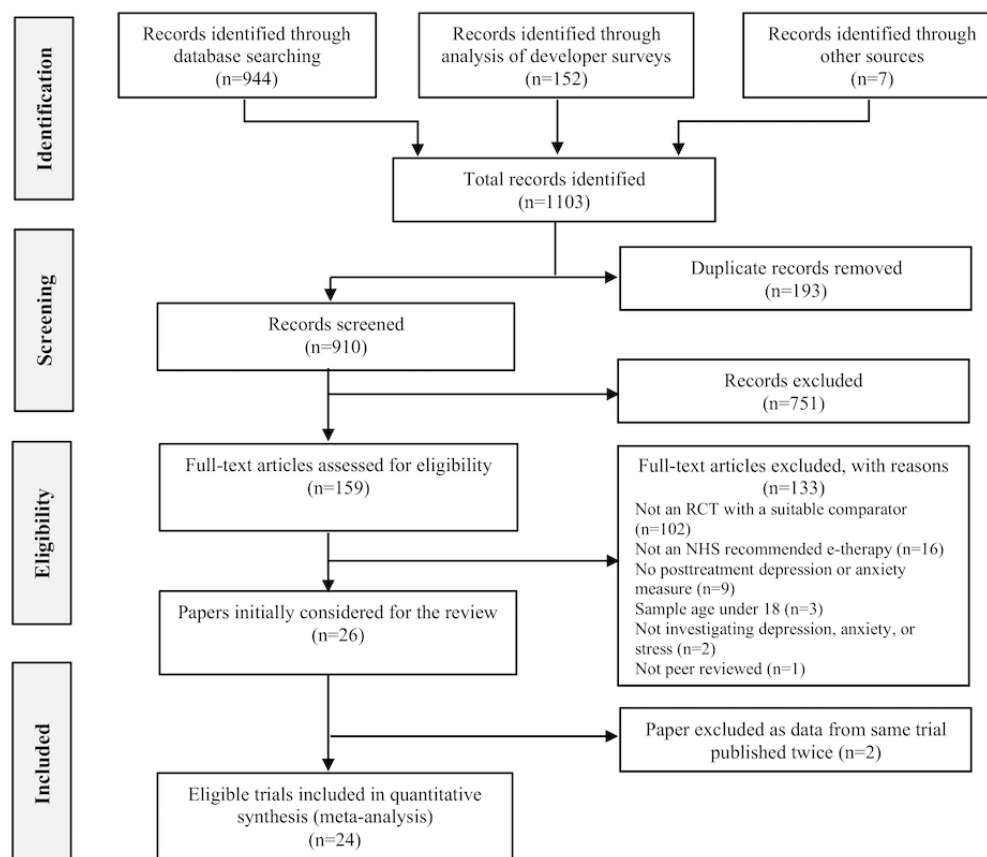 Identification
Records identified through
database searching
(n=944)
Records identified through
analysis of developer surveys
(n=152)
Records identified through
other sources
(n=7)
Total records identified
(n=1103)
Screening
Duplicate records removed
(n=193)
Records screened
(n=910)
Records excluded
(n=751)
Eligibility
Full-text articles assessed for eligibility
(n=159)
Full-text articles excluded, with reasons
(n=133)
Not an RCT with a suitable comparator
(n=102)
Not an NHS recommended e-therapy (n=16)
No posttreatment depression or anxiety
measure (n=9)
Sample age under 18 (n=3)
Not investigating depression, anxiety, or
stress (n=2)
Not peer reviewed (n=1)
Papers initially considered for the review
(n=26)
Included
Paper excluded as data from same trial
published twice (n=2)
Eligible trials included in quantitative
synthesis (meta-analysis)
(n=24)